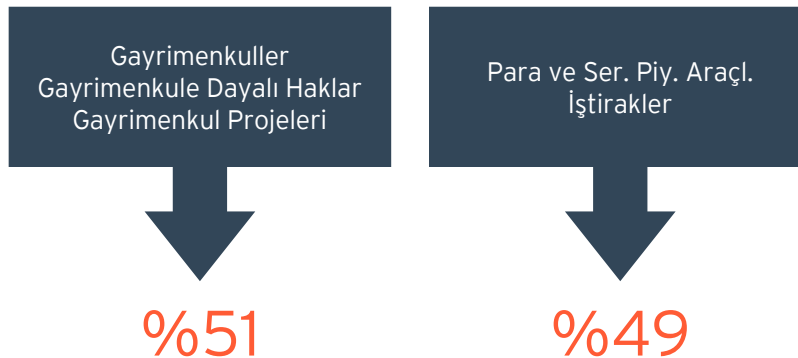 Gayrimenkuller
Gayrimenkule Dayalı Haklar
Gayrimenkul Projeleri
%51
Para ve Ser. Piy. Araçl.
İştirakler
%49